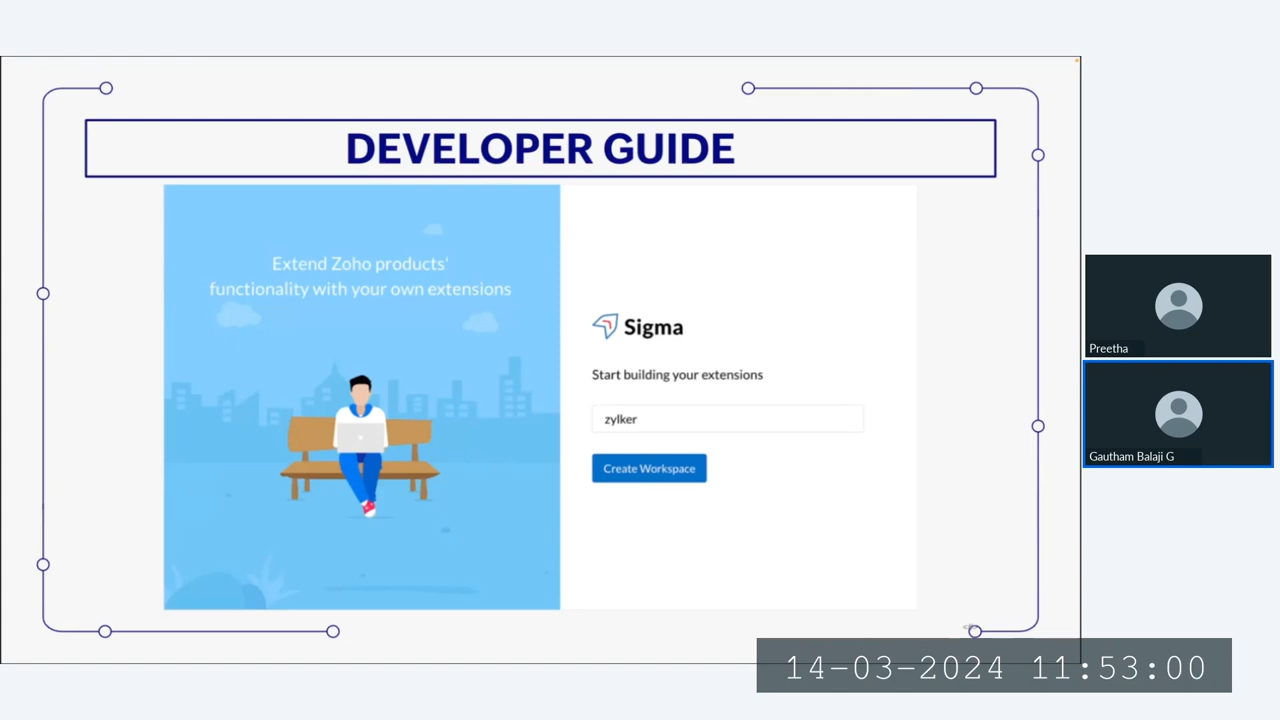 DEVELOPER GUIDE
Extend Zoho products'
functionality with your own extensions
Sigma
Start building your extensions
zylker
Create Workspace
Preetha
Gautham Balaji G
14-03-2024 11:53:00